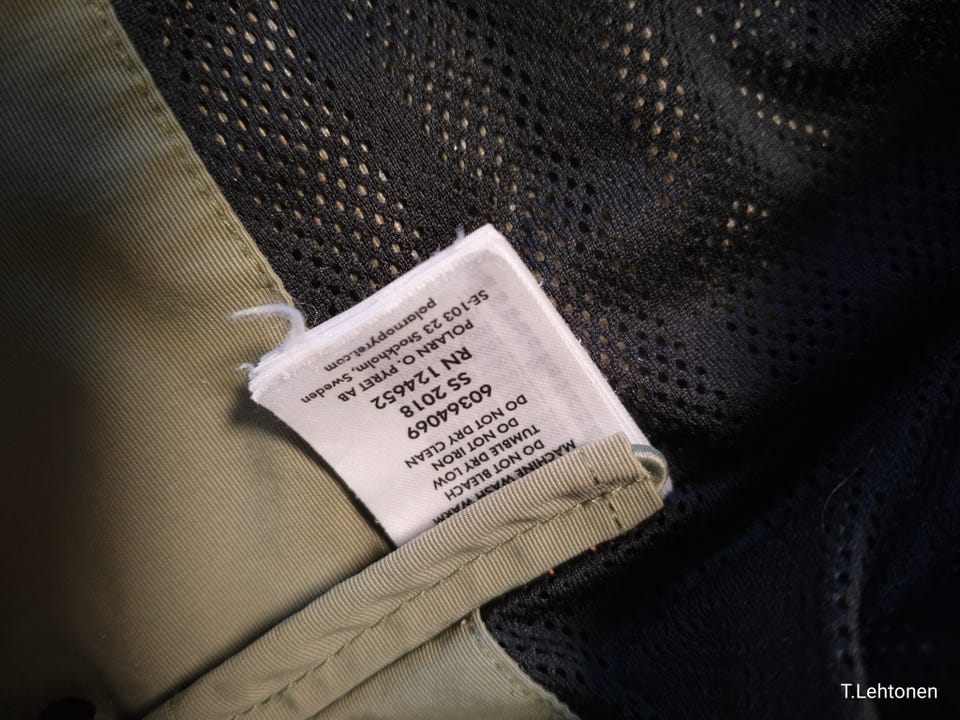 MACHINE WASH WARM
DO NOT BLEACH
TUMBLE DRY LOW
DO NOT IRON
DO NOT DRY CLEAN
60364069
SS 2018
RN 124652
POLARN O. PYRET AB
SE-103 23 Stockholm, Sweden
polarnopyret.com
T.Lehtonen